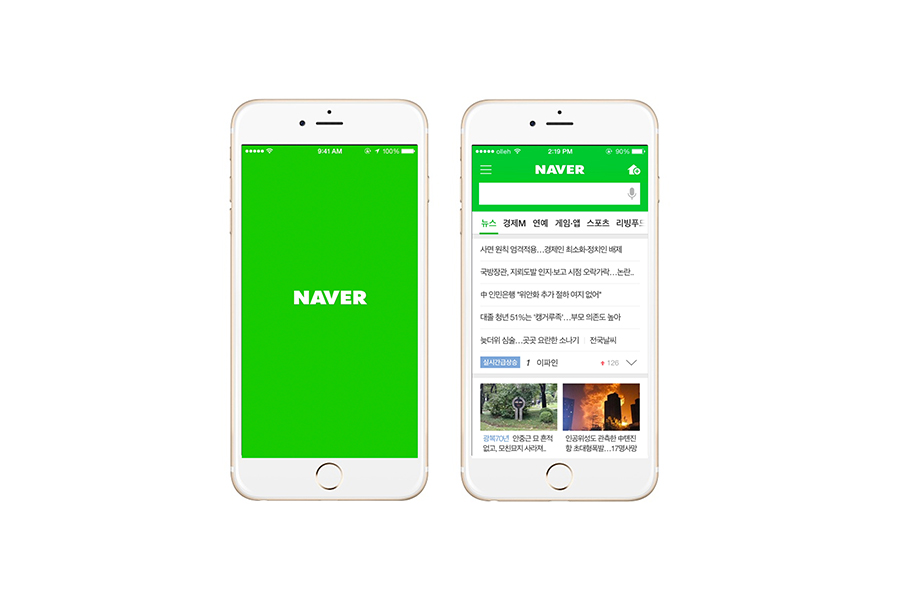 9:41 AM 100%
NAVER
olleh 2:19 PM 90%
NAVER
뉴스 경제M 연예 게임·앱 스포츠 리빙푸드
사면 원칙 엄격적용…경제인 최소화·정치인 배제
국방장관, 지뢰도발 인지·보고 시점 오락가락…논란..
中 인민은행 "위안화 추가 절하 여지 없어"
대졸 청년 51%는 '캥거루족'…부모 의존도 높아
늦더위 심술…곳곳 요란한 소나기 | 전국날씨
실시간급상승 1 이파인 126
광복70년 안중근 묘 흔적
없고, 모친묘지 사라져..
인공위성도 관측한 中톈진
항 초대형폭발…17명사망